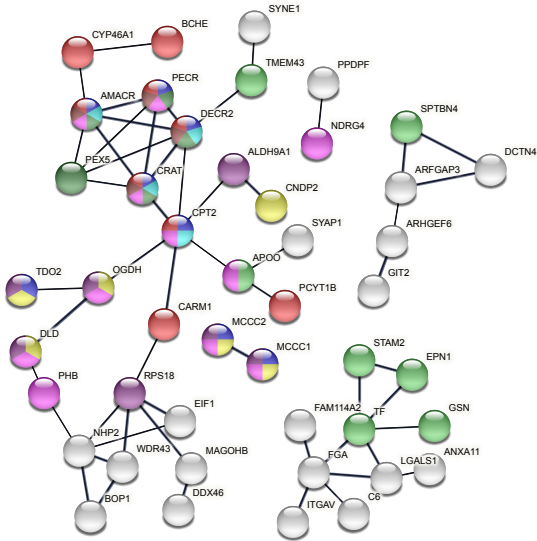 SYNE1
BCHE
CYP46A1
TMEM43
PPDPF
PECR
AMACR
DECR2
SPTBN4
NDRG4
DCTN4
PEX5
CRAT
ALDH9A1
ARFGAP3
CNDP2
CPT2
SYAP1
ARHGEF6
APOO
TDO2
OGDH
GIT2
PCYT1B
CARM1
MCCC2
DLD
MCCC1
STAM2
EPN1
PHB
RPS18
EIF1
FAM114A2
TF
GSN
NHP2
WDR43
MAGOHB
FGA
LGALS1
ANXA11
BOP1
DDX46
ITGAV
C6